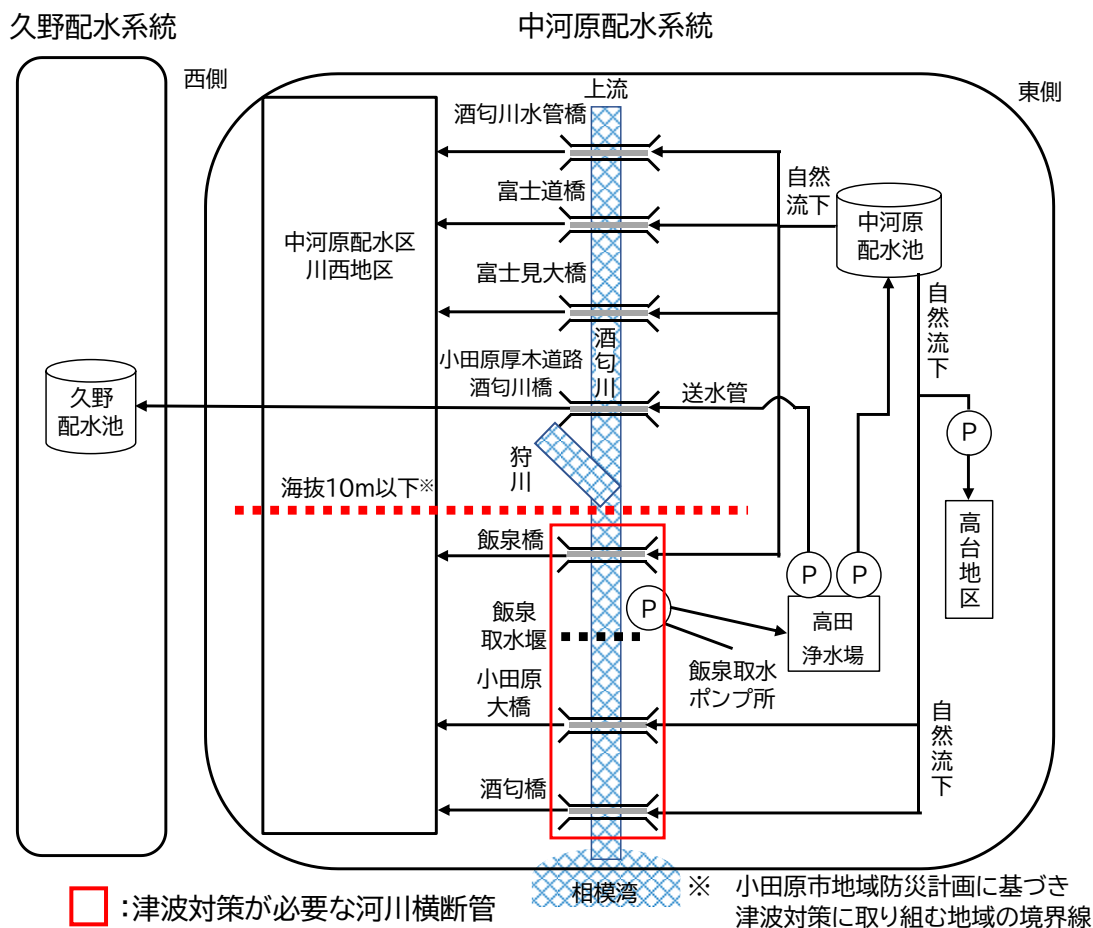 久野配水系統
中河原配水系統
西側
上流
東側
酒匂川水管橋
富士道橋
自然
流下
中河原
配水池
中河原配水区
川西地区
富士見大橋
自然流下
酒匂川
小田原厚木道路
酒匂川橋
送水管
久野
配水池
P
狩川
海抜10m以下※
高台地区
飯泉橋
P
P
P
高田
浄水場
飯泉
取水堰
飯泉取水
ポンプ所
小田原
大橋
自然流下
酒匂橋
相模湾
※ 小田原市地域防災計画に基づき
津波対策に取り組む地域の境界線
:津波対策が必要な河川横断管